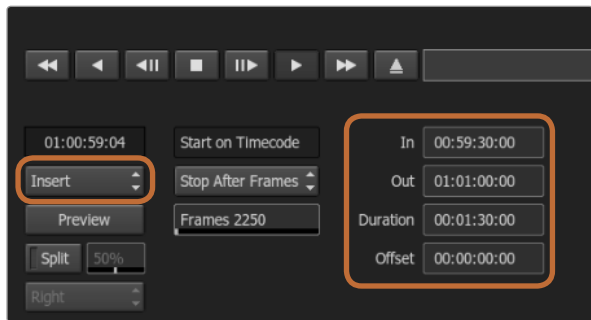 01:00:59:04 Start on Timecode In 00:59:30:00
Insert Stop After Frames Out 01:01:00:00
Preview Frames 2250 Duration 00:01:30:00
Split 50% Offset 00:00:00:00
Right